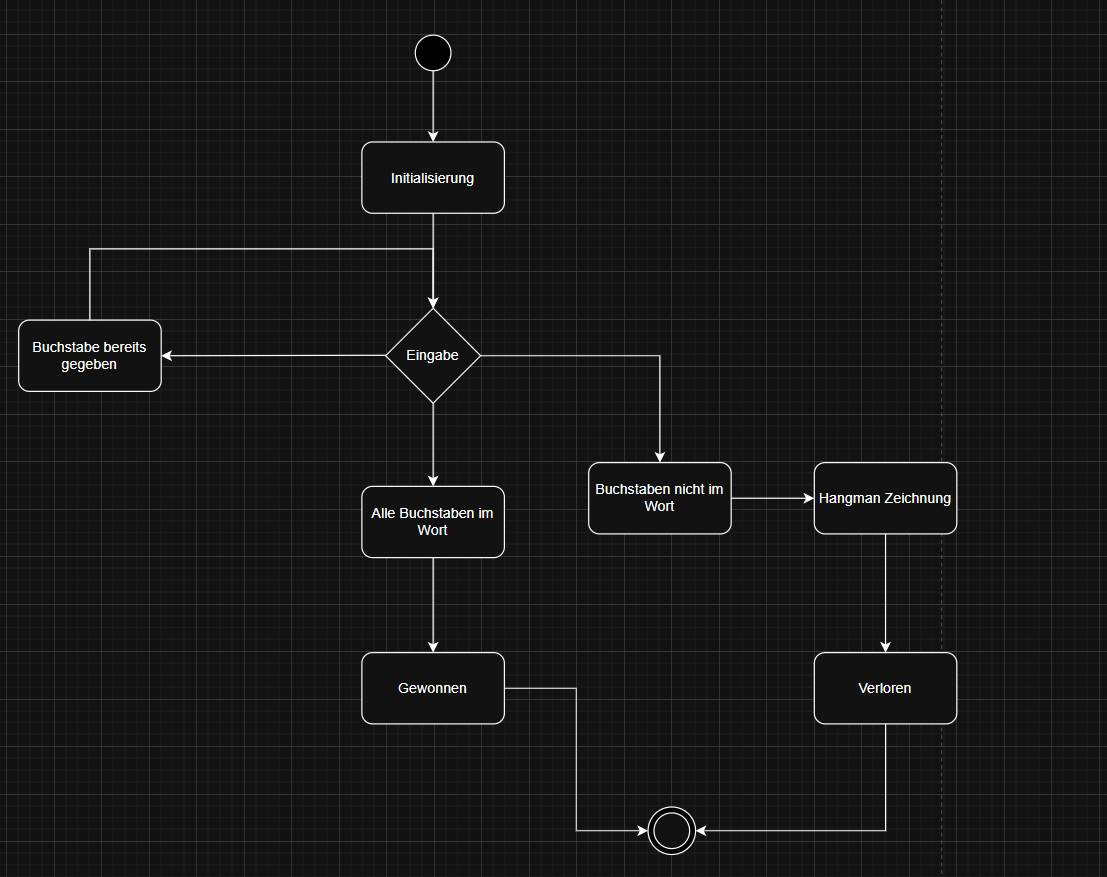 Initialisierung
Buchstabe bereits
gegeben
Eingabe
Alle Buchstaben im
Wort
Buchstaben nicht im
Wort
Hangman Zeichnung
Gewonnen
Verloren